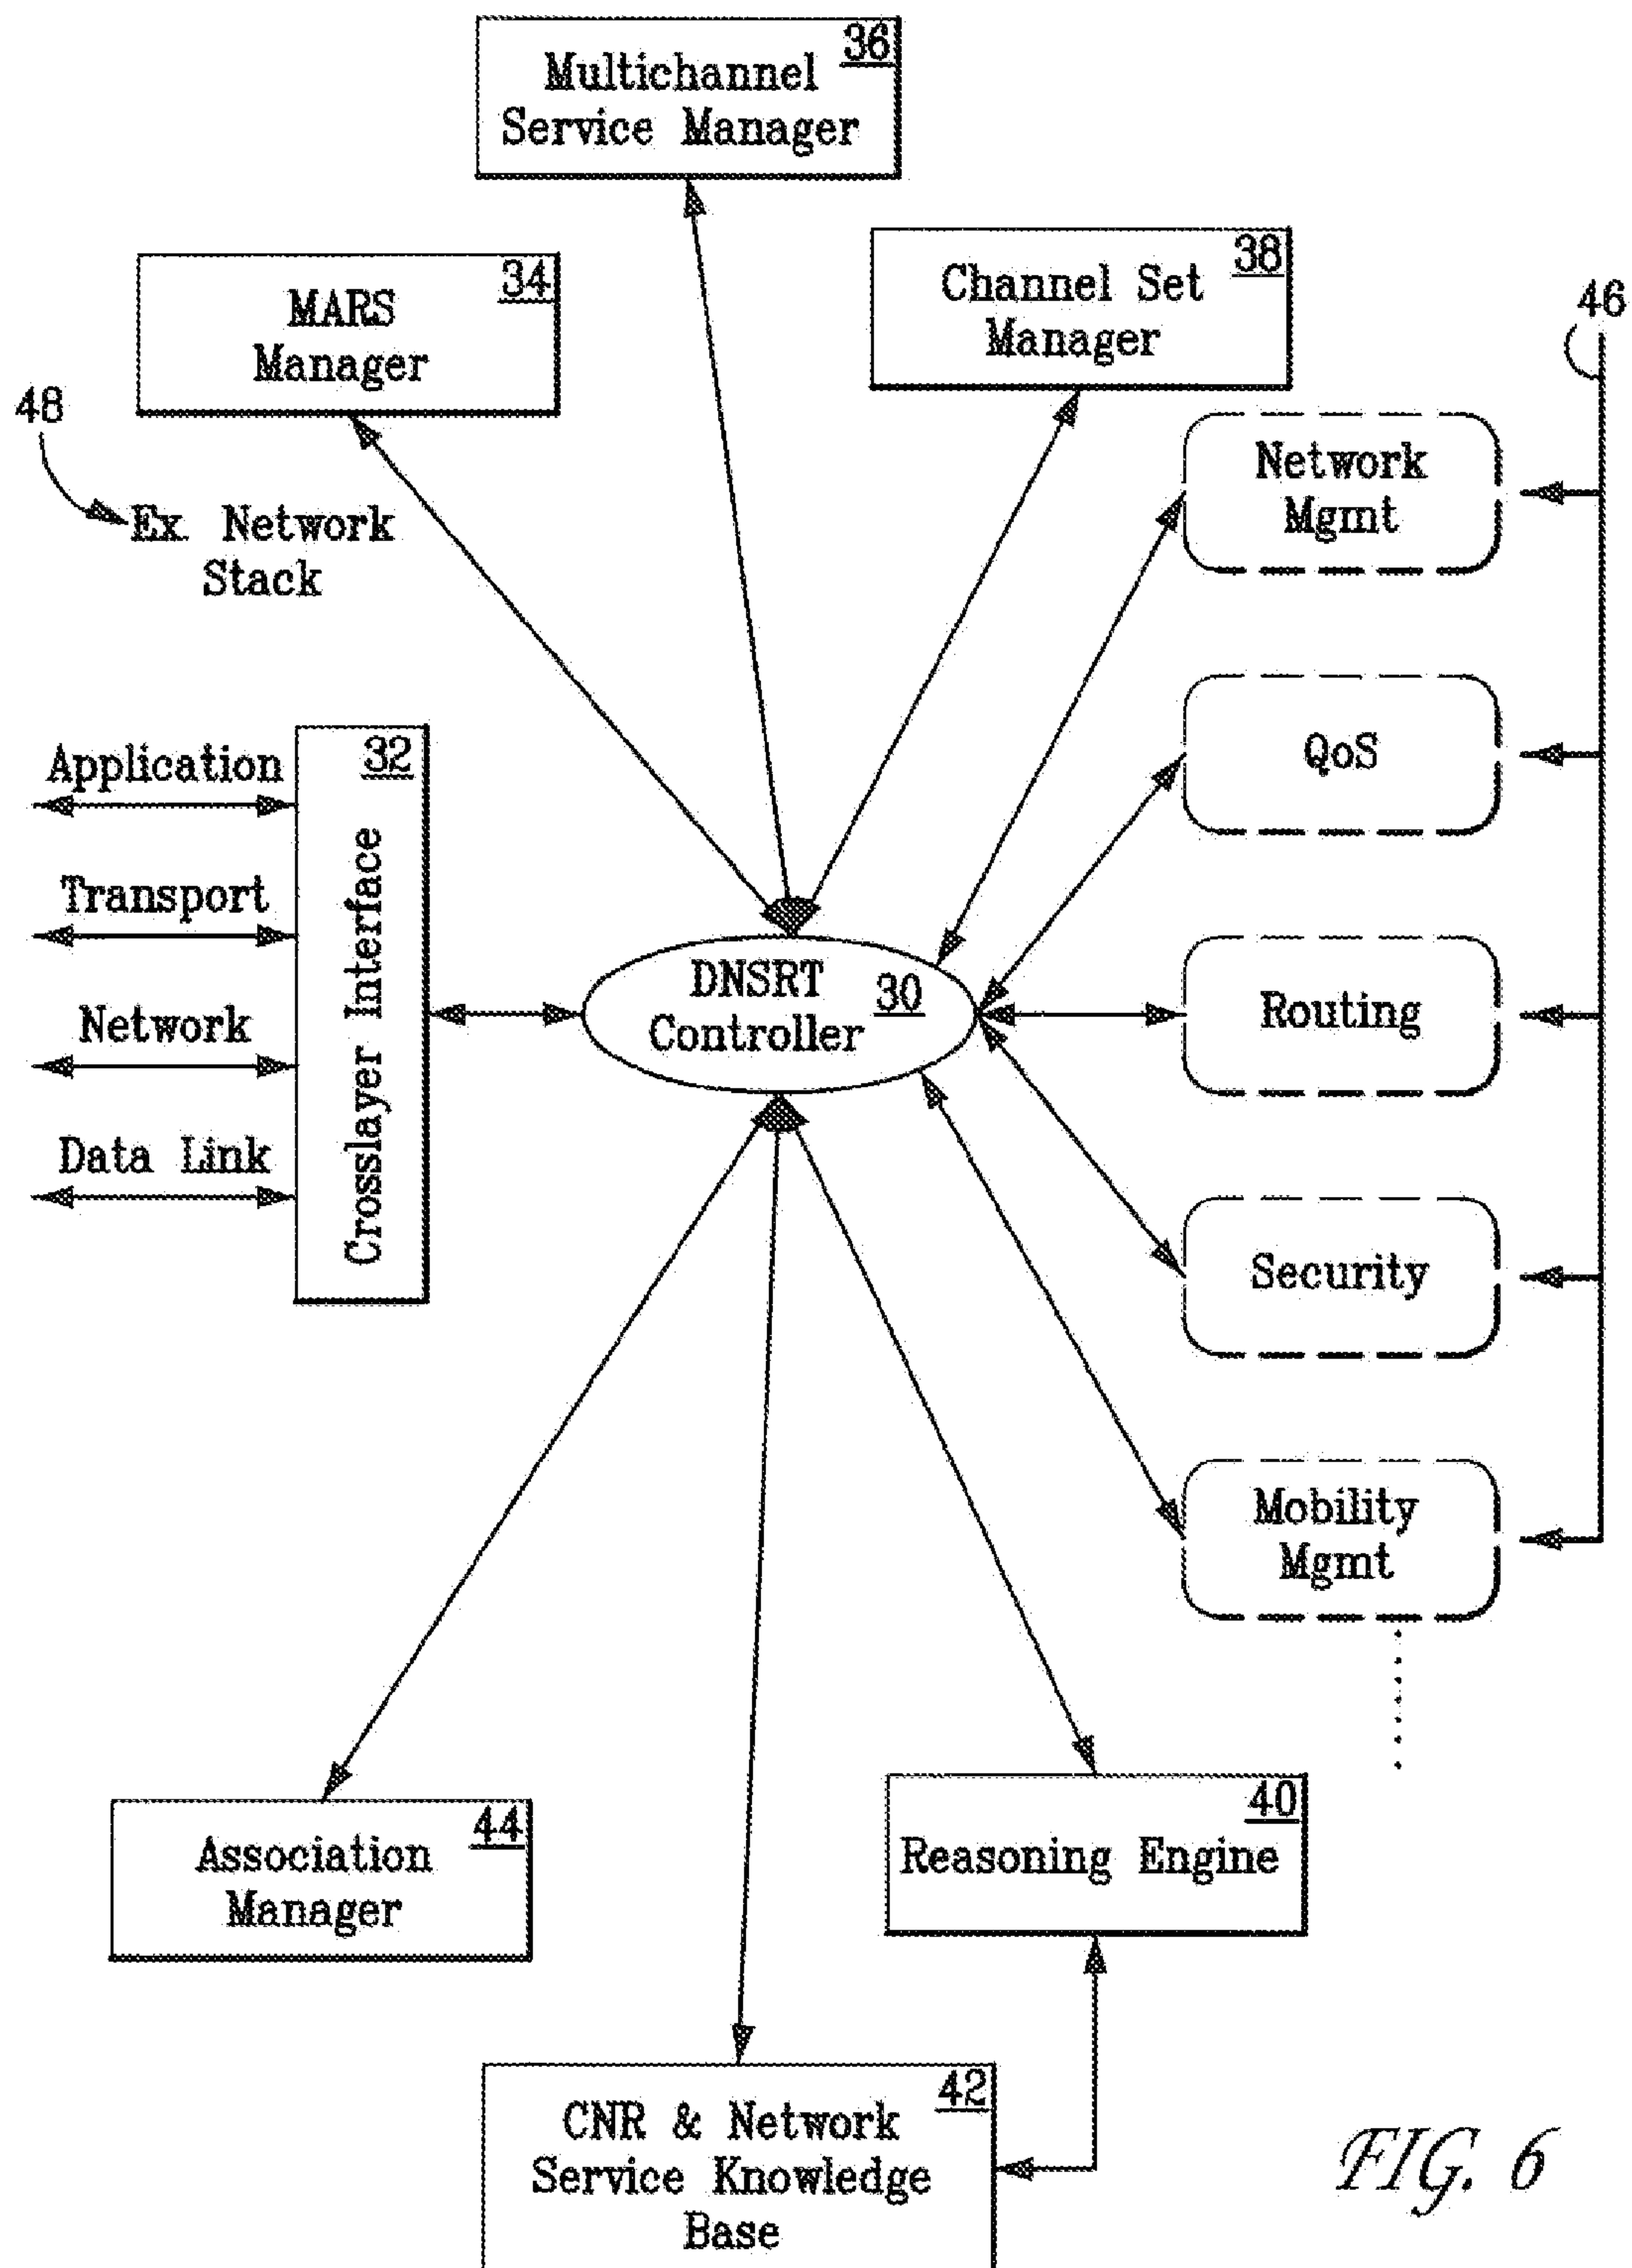 36
Multichannel
Service Manager
34
MARS
Manager
38
Channel Set
Manager
46
48
Ex. Network
Stack
Network
Mgmt
QoS
Routing
Security
Mobility
Mgmt
Application
Transport
Network
Data Link
32
Crosslayer Interface
DNSRT
Controller
30
44
Association
Manager
40
Reasoning Engine
42
CNR & Network
Service Knowledge
Base
FIG. 6